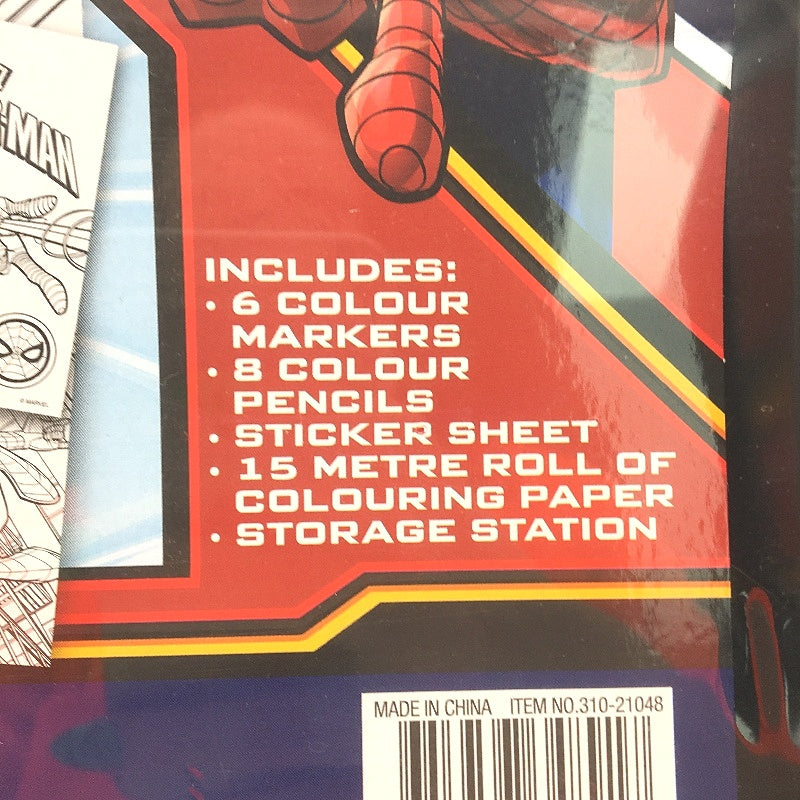 -MAN
© MARVEL
INCLUDES:
• 6 COLOUR
MARKERS
• 8 COLOUR
PENCILS
• STICKER SHEET
• 15 METRE ROLL OF
COLOURING PAPER
• STORAGE STATION
MADE IN CHINA ITEM NO.310-21048